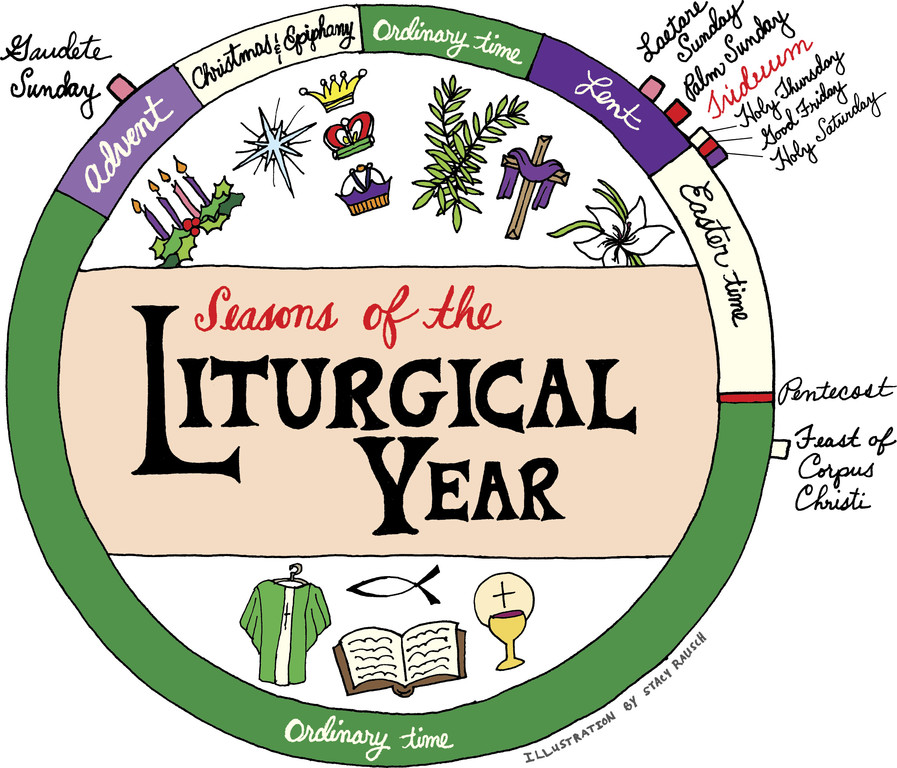 Gaudete
Sunday
Advent
Christmas & Epiphany
Ordinary time
Lent
Laetare
Sunday
Palm Sunday
Triduum
Holy Thursday
Good Friday
Holy Saturday
Easter time
Pentecost
Feast of
Corpus
Christi
Seasons of the
LITURGICAL
YEAR
Ordinary time
ILLUSTRATION BY STACY RAUSCH